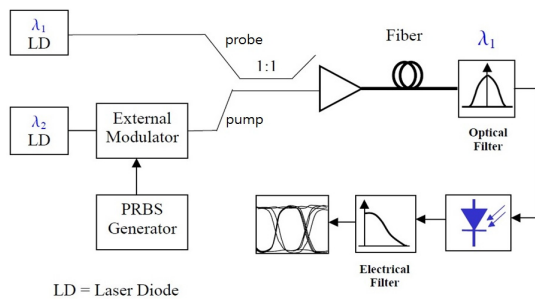 λ1
LD
probe
1:1
Fiber
λ1
Optical
Filter
λ2
LD
External
Modulator
pump
PRBS
Generator
Electrical
Filter
LD = Laser Diode